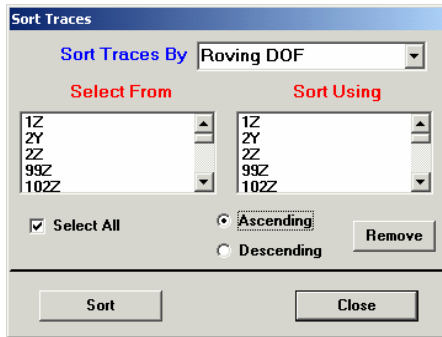 Sort Traces
Sort Traces By Roving DOF
Select From Sort Using
1Z 1Z
2Y 2Y
2Z 2Z
99Z 99Z
102Z 102Z
Select All Ascending Remove
Descending
Sort Close